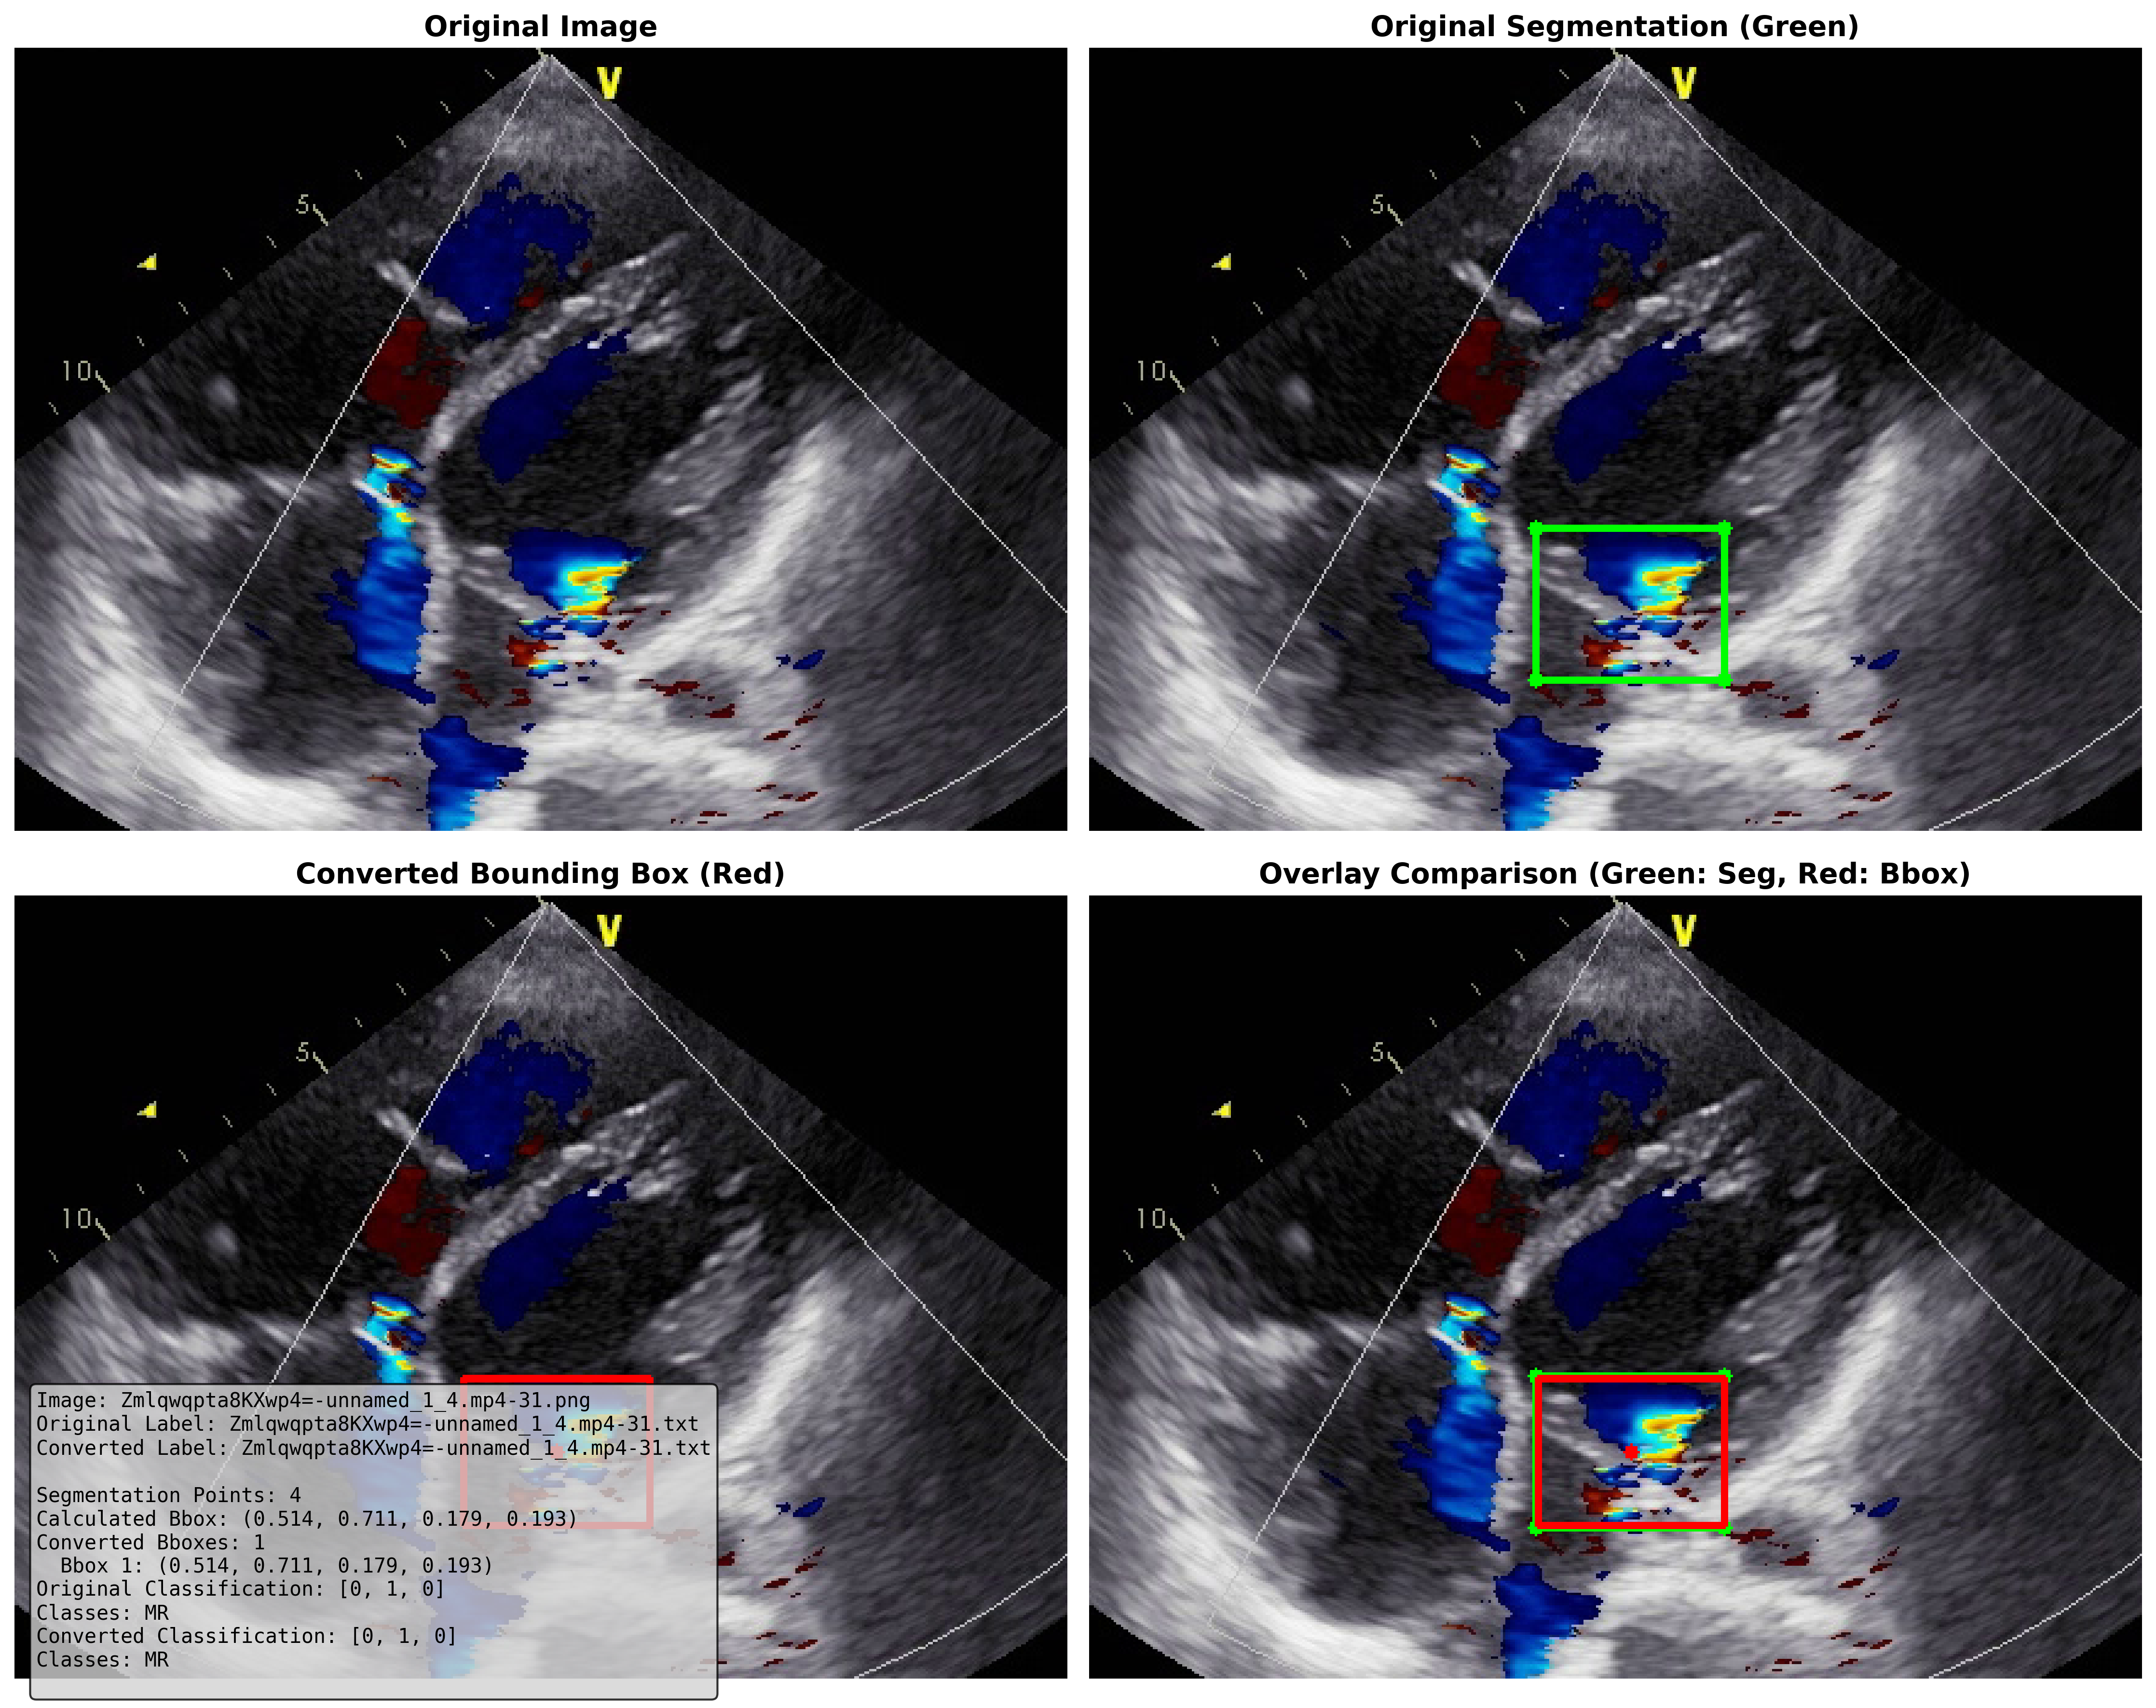 Original Image
Original Segmentation (Green)
V
5
10
V
5
10
Converted Bounding Box (Red)
Overlay Comparison (Green: Seg, Red: Bbox)
V
5
10
V
5
10
Image: Zmlqwqpta8KXwp4=-unnamed_1_4.mp4-31.png
Original Label: Zmlqwqpta8KXwp4=-unnamed_1_4.mp4-31.txt
Converted Label: Zmlqwqpta8KXwp4=-unnamed_1_4.mp4-31.txt
Segmentation Points: 4
Calculated Bbox: (0.514, 0.711, 0.179, 0.193)
Converted Bboxes: 1
Bbox 1: (0.514, 0.711, 0.179, 0.193)
Original Classification: [0, 1, 0]
Classes: MR
Converted Classification: [0, 1, 0]
Classes: MR